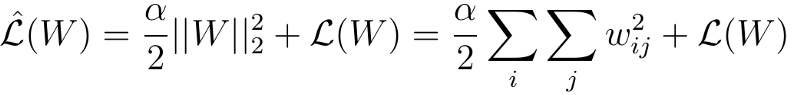 $\hat{\mathcal{L}}(W) = \frac{\alpha}{2}||W||_2^2 + \mathcal{L}(W) = \frac{\alpha}{2}\sum_i \sum_j w_{ij}^2 + \mathcal{L}(W)$